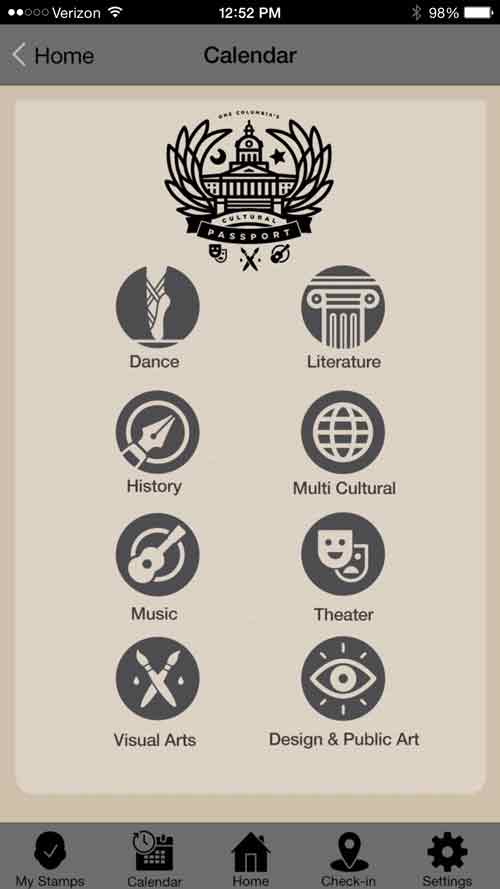 Verizon 12:52 PM 98%
Home Calendar
ONE COLUMBIA'S
CULTURAL
PASSPORT
Dance Literature
History Multi Cultural
Music Theater
Visual Arts Design & Public Art
My Stamps Calendar Home Check-in Settings